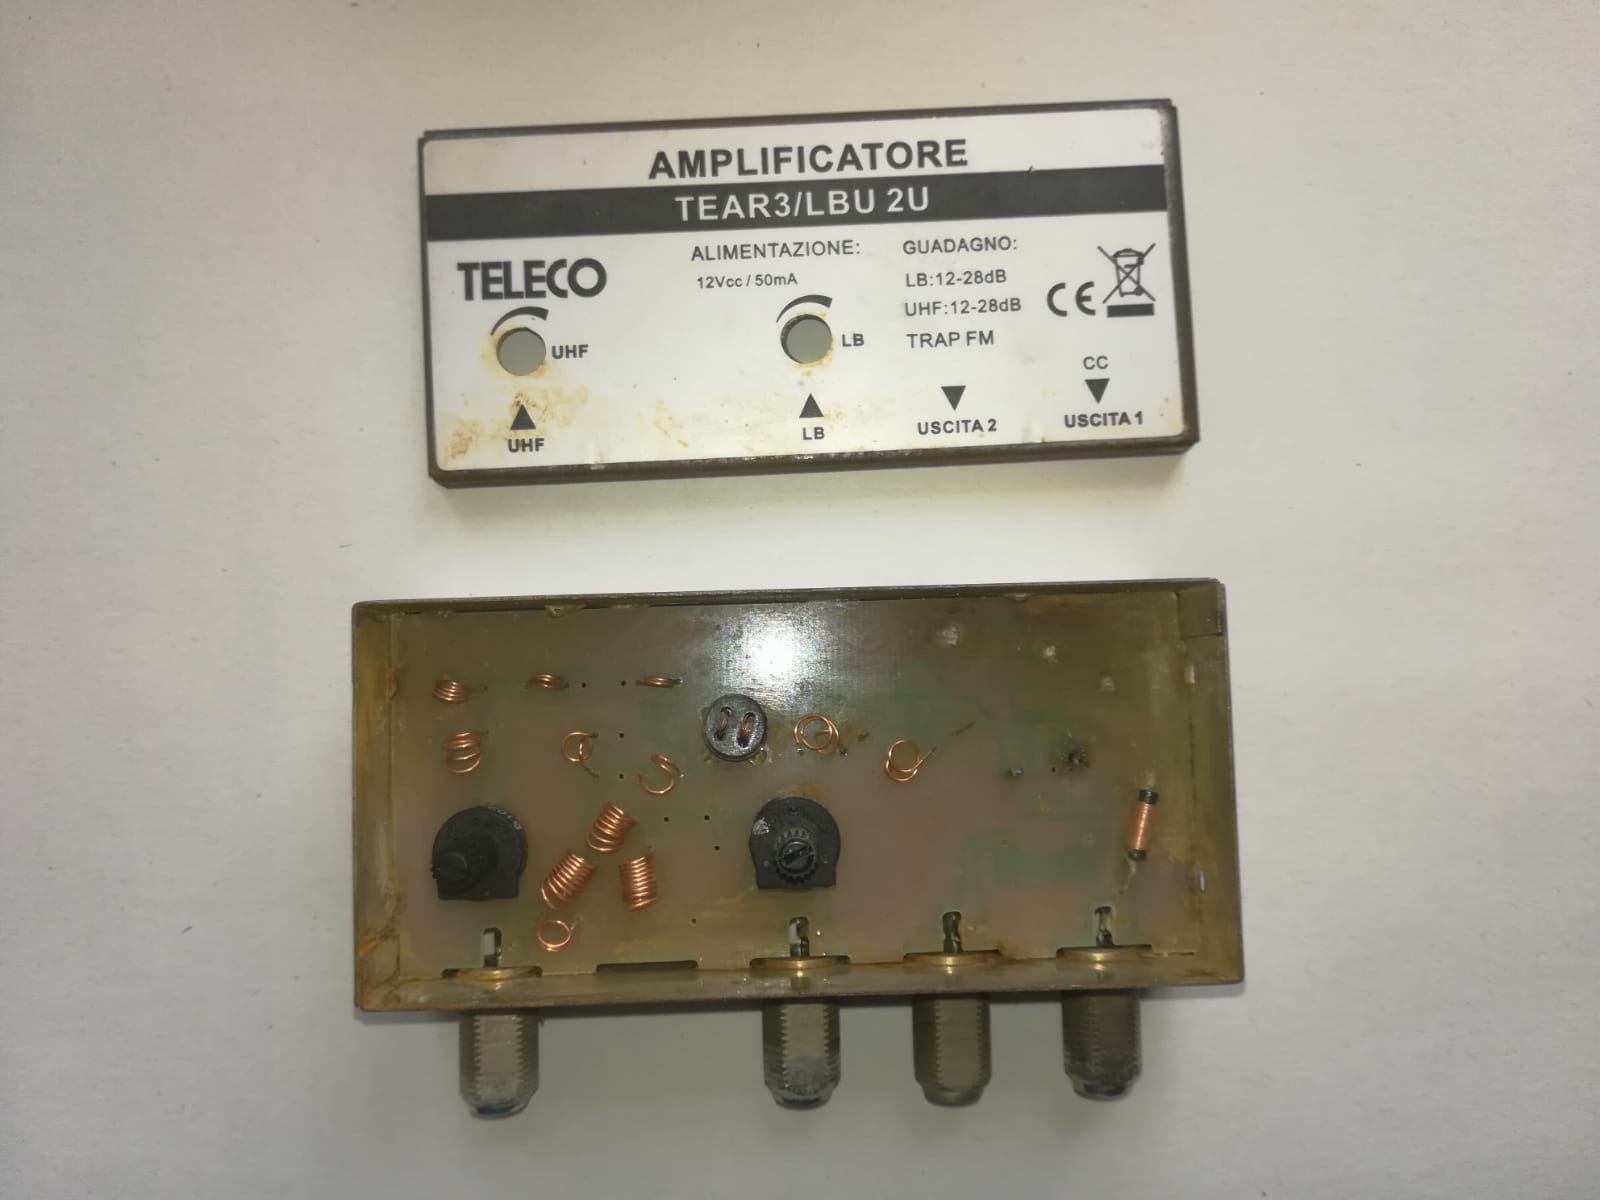 AMPLIFICATORE
TEAR3/LBU 2U
TELECO
ALIMENTAZIONE:
12Vcc / 50mA
GUADAGNO:
LB:12-28dB
UHF:12-28dB
TRAP FM
CE
UHF
LB
CC
UHF
LB
USCITA 2
USCITA 1